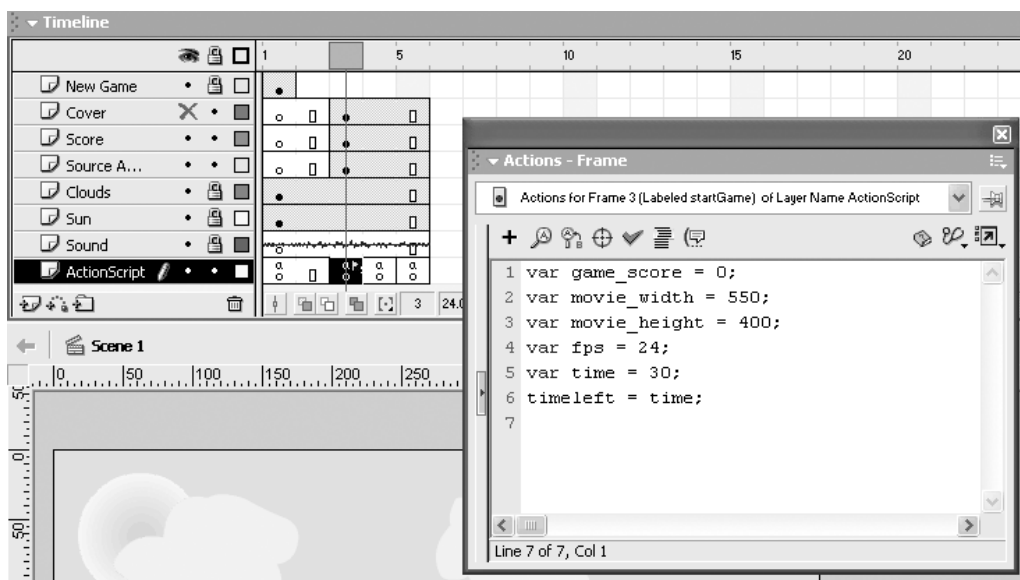 Timeline
1 5 10 15 20
New Game
Cover
Score
Source A...
Clouds
Sun
Sound
ActionScript
3 24.0
Scene 1
0 50 100 150 200 250
50
0
50
Actions - Frame
Actions for Frame 3 (Labeled startGame) of Layer Name ActionScript
1 var game_score = 0;
2 var movie_width = 550;
3 var movie_height = 400;
4 var fps = 24;
5 var time = 30;
6 timeleft = time;
7
Line 7 of 7, Col 1